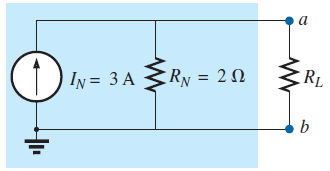 a
I_N = 3 A
R_N = 2 Ω
R_L
b